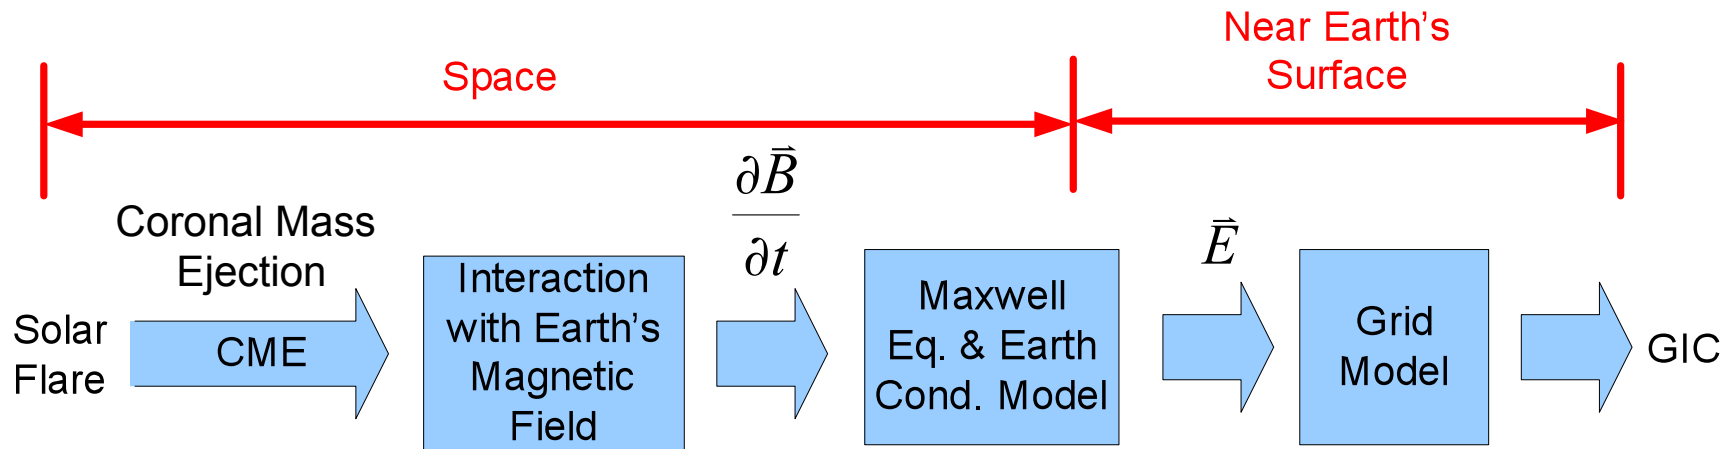 Near Earth's
Surface
Space
Coronal Mass
Ejection
Solar
Flare
CME
Interaction
with Earth's
Magnetic
Field
∂B⃗
∂t
Maxwell
Eq. & Earth
Cond. Model
E⃗
Grid
Model
GIC